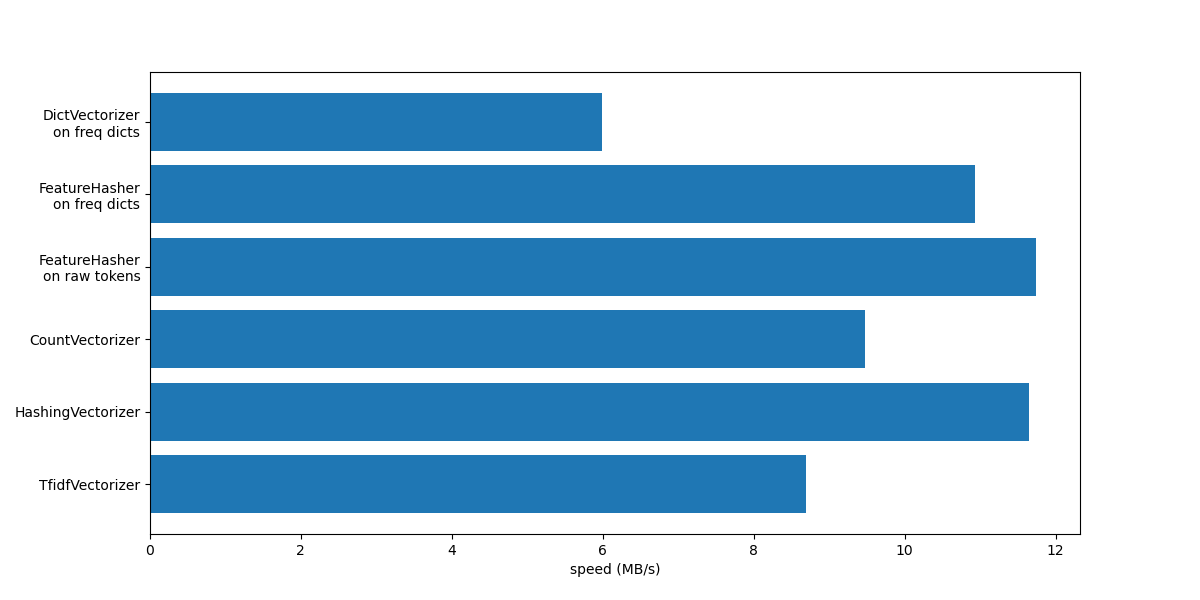 DictVectorizer
on freq dicts
FeatureHasher
on freq dicts
FeatureHasher
on raw tokens
CountVectorizer
HashingVectorizer
TfidfVectorizer
0 2 4 6 8 10 12
speed (MB/s)